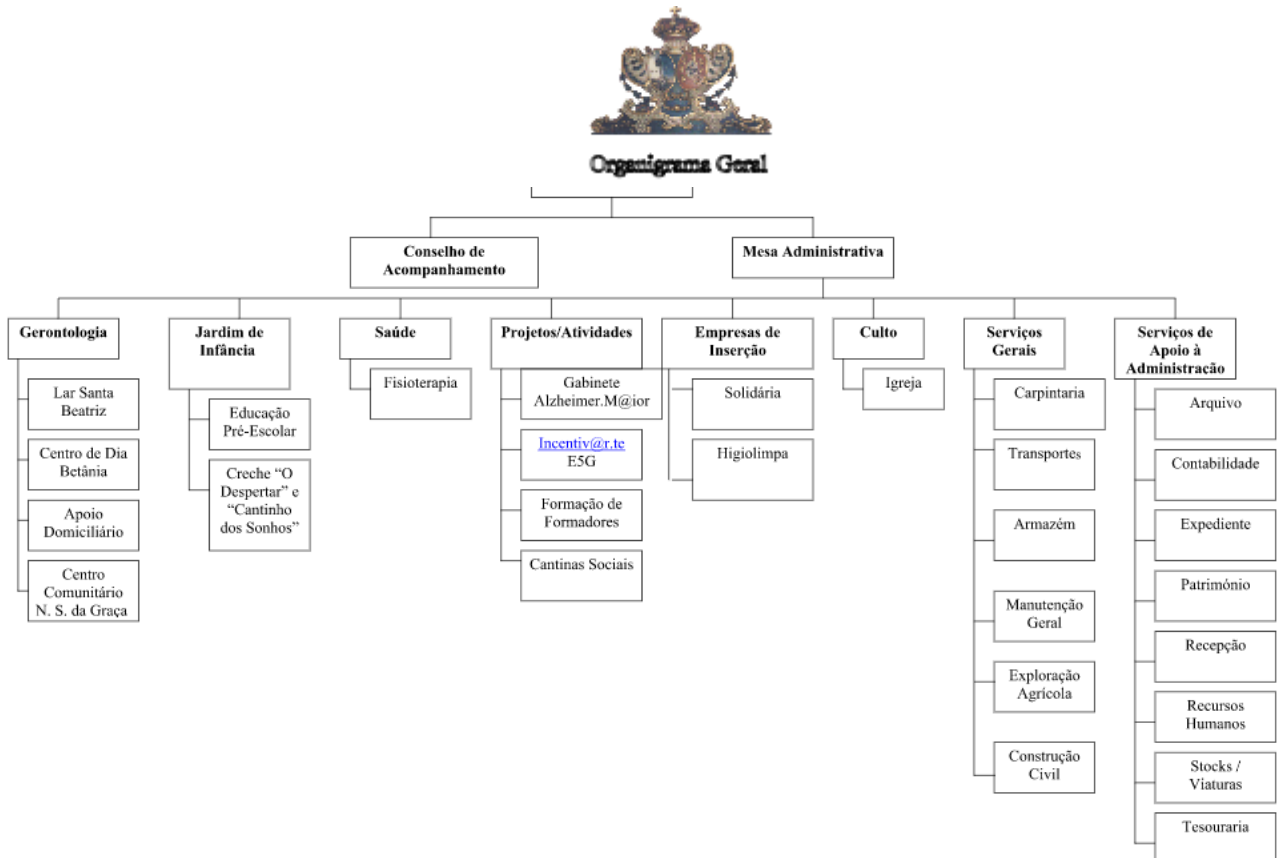 Organigrama Geral
Conselho de
Acompanhamento
Mesa Administrativa
Gerontologia
Lar Santa
Beatriz
Centro de Dia
Betânia
Apoio
Domiciliário
Centro
Comunitário
N. S. da Graça
Jardim de
Infância
Educação
Pré-Escolar
Creche “O
Despertar” e
“Cantinho
dos Sonhos”
Saúde
Fisioterapia
Projetos/Atividades
Gabinete
Alzheimer.M@ior
Incentiv@r.te
E5G
Formação de
Formadores
Cantinas Sociais
Empresas de
Inserção
Solidária
Higiolimpa
Culto
Igreja
Serviços
Gerais
Carpintaria
Transportes
Armazém
Manutenção
Geral
Exploração
Agrícola
Construção
Civil
Serviços de
Apoio à
Administração
Arquivo
Contabilidade
Expediente
Património
Recepção
Recursos
Humanos
Stocks /
Viaturas
Tesouraria